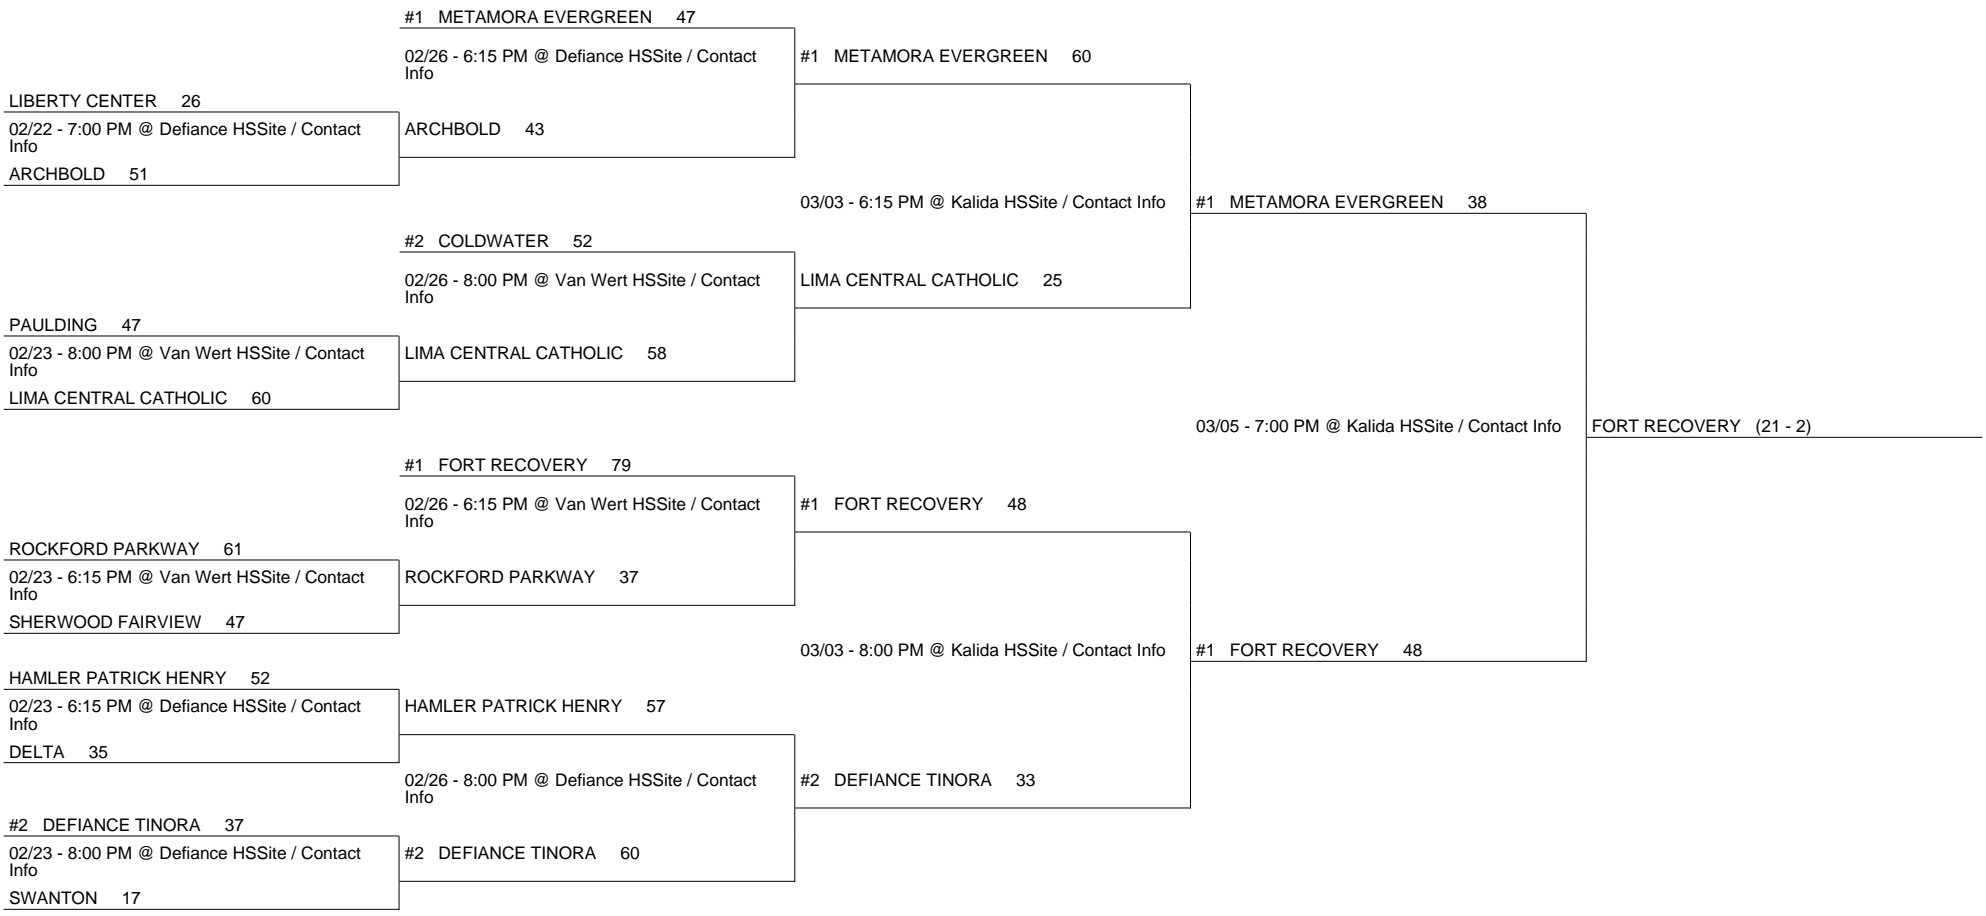 #1 METAMORA EVERGREEN 47
02/26 - 6:15 PM @ Defiance HSSite / Contact
Info
#1 METAMORA EVERGREEN 60
LIBERTY CENTER 26
02/22 - 7:00 PM @ Defiance HSSite / Contact
Info
ARCHBOLD 43
ARCHBOLD 51
03/03 - 6:15 PM @ Kalida HSSite / Contact Info
#1 METAMORA EVERGREEN 38
#2 COLDWATER 52
02/26 - 8:00 PM @ Van Wert HSSite / Contact
Info
LIMA CENTRAL CATHOLIC 25
PAULDING 47
02/23 - 8:00 PM @ Van Wert HSSite / Contact
Info
LIMA CENTRAL CATHOLIC 58
LIMA CENTRAL CATHOLIC 60
03/05 - 7:00 PM @ Kalida HSSite / Contact Info
FORT RECOVERY (21 - 2)
#1 FORT RECOVERY 79
02/26 - 6:15 PM @ Van Wert HSSite / Contact
Info
#1 FORT RECOVERY 48
ROCKFORD PARKWAY 61
02/23 - 6:15 PM @ Van Wert HSSite / Contact
Info
ROCKFORD PARKWAY 37
SHERWOOD FAIRVIEW 47
03/03 - 8:00 PM @ Kalida HSSite / Contact Info
#1 FORT RECOVERY 48
HAMLER PATRICK HENRY 52
02/23 - 6:15 PM @ Defiance HSSite / Contact
Info
HAMLER PATRICK HENRY 57
DELTA 35
02/26 - 8:00 PM @ Defiance HSSite / Contact
Info
#2 DEFIANCE TINORA 33
#2 DEFIANCE TINORA 37
02/23 - 8:00 PM @ Defiance HSSite / Contact
Info
#2 DEFIANCE TINORA 60
SWANTON 17